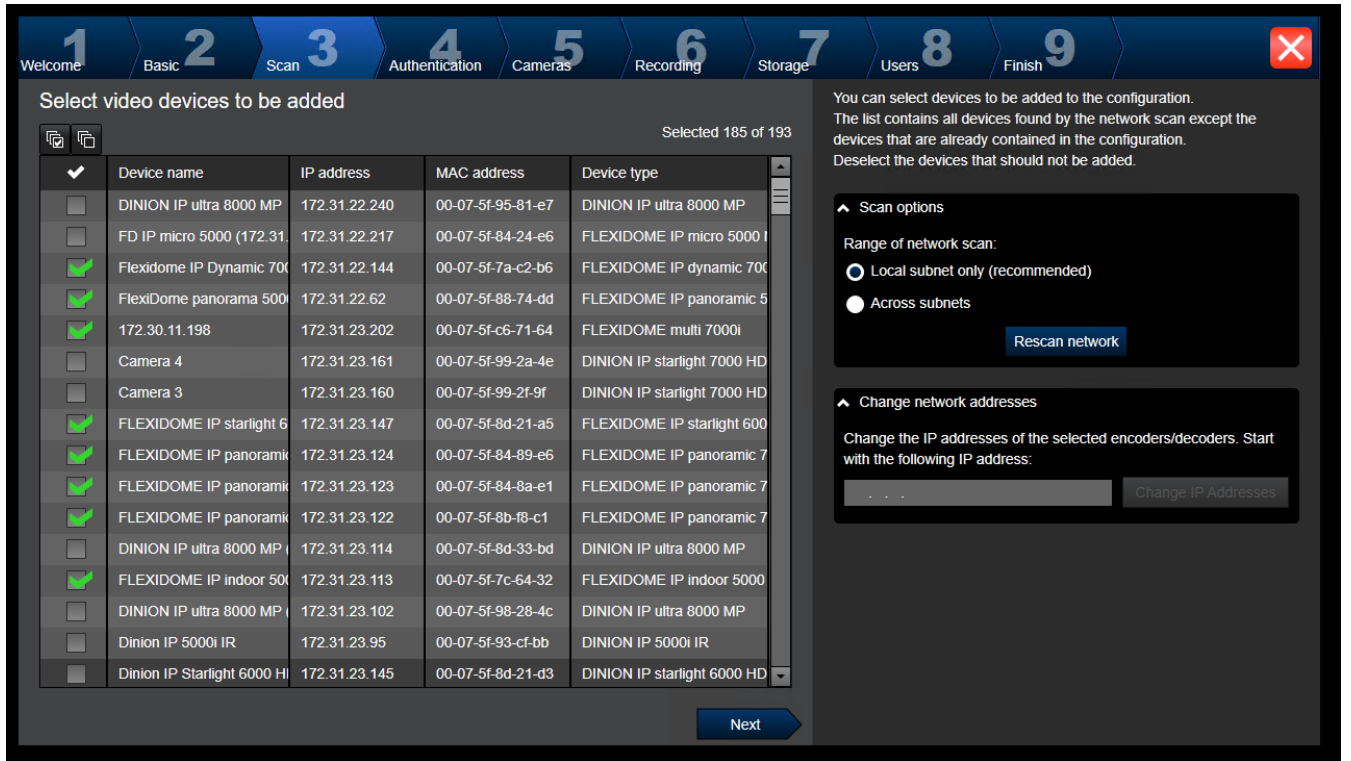 1 2 3 4 5 6 7 8 9
Welcome Basic Scan Authentication Cameras Recording Storage Users Finish
Select video devices to be added
Selected 185 of 193
Device name IP address MAC address Device type
DINION IP ultra 8000 MP 172.31.22.240 00-07-5f-95-81-e7 DINION IP ultra 8000 MP
FD IP micro 5000 (172.31. 172.31.22.217 00-07-5f-84-24-e6 FLEXIDOME IP micro 5000
Flexidome IP Dynamic 700 172.31.22.144 00-07-5f-7a-c2-b6 FLEXIDOME IP dynamic 700
FlexiDome panorama 500 172.31.22.62 00-07-5f-88-74-dd FLEXIDOME IP panoramic 5
172.30.11.198 172.31.23.202 00-07-5f-c6-71-64 FLEXIDOME multi 7000i
Camera 4 172.31.23.161 00-07-5f-99-2a-4e DINION IP starlight 7000 HD
Camera 3 172.31.23.160 00-07-5f-99-2f-9f DINION IP starlight 7000 HD
FLEXIDOME IP starlight 6 172.31.23.147 00-07-5f-8d-21-a5 FLEXIDOME IP starlight 600
FLEXIDOME IP panoramic 172.31.23.124 00-07-5f-84-89-e6 FLEXIDOME IP panoramic 7
FLEXIDOME IP panoramic 172.31.23.123 00-07-5f-84-8a-e1 FLEXIDOME IP panoramic 7
FLEXIDOME IP panoramic 172.31.23.122 00-07-5f-8b-f8-c1 FLEXIDOME IP panoramic 7
DINION IP ultra 8000 MP ( 172.31.23.114 00-07-5f-8d-33-bd DINION IP ultra 8000 MP
FLEXIDOME IP indoor 500 172.31.23.113 00-07-5f-7c-64-32 FLEXIDOME IP indoor 5000
DINION IP ultra 8000 MP ( 172.31.23.102 00-07-5f-98-28-4c DINION IP ultra 8000 MP
Dinion IP 5000i IR 172.31.23.95 00-07-5f-93-cf-bb DINION IP 5000i IR
Dinion IP Starlight 6000 H 172.31.23.145 00-07-5f-8d-21-d3 DINION IP starlight 6000 HD
Next
You can select devices to be added to the configuration.
The list contains all devices found by the network scan except the
devices that are already contained in the configuration.
Deselect the devices that should not be added.
Scan options
Range of network scan:
Local subnet only (recommended)
Across subnets
Rescan network
Change network addresses
Change the IP addresses of the selected encoders/decoders. Start
with the following IP address:
. . .
Change IP Addresses